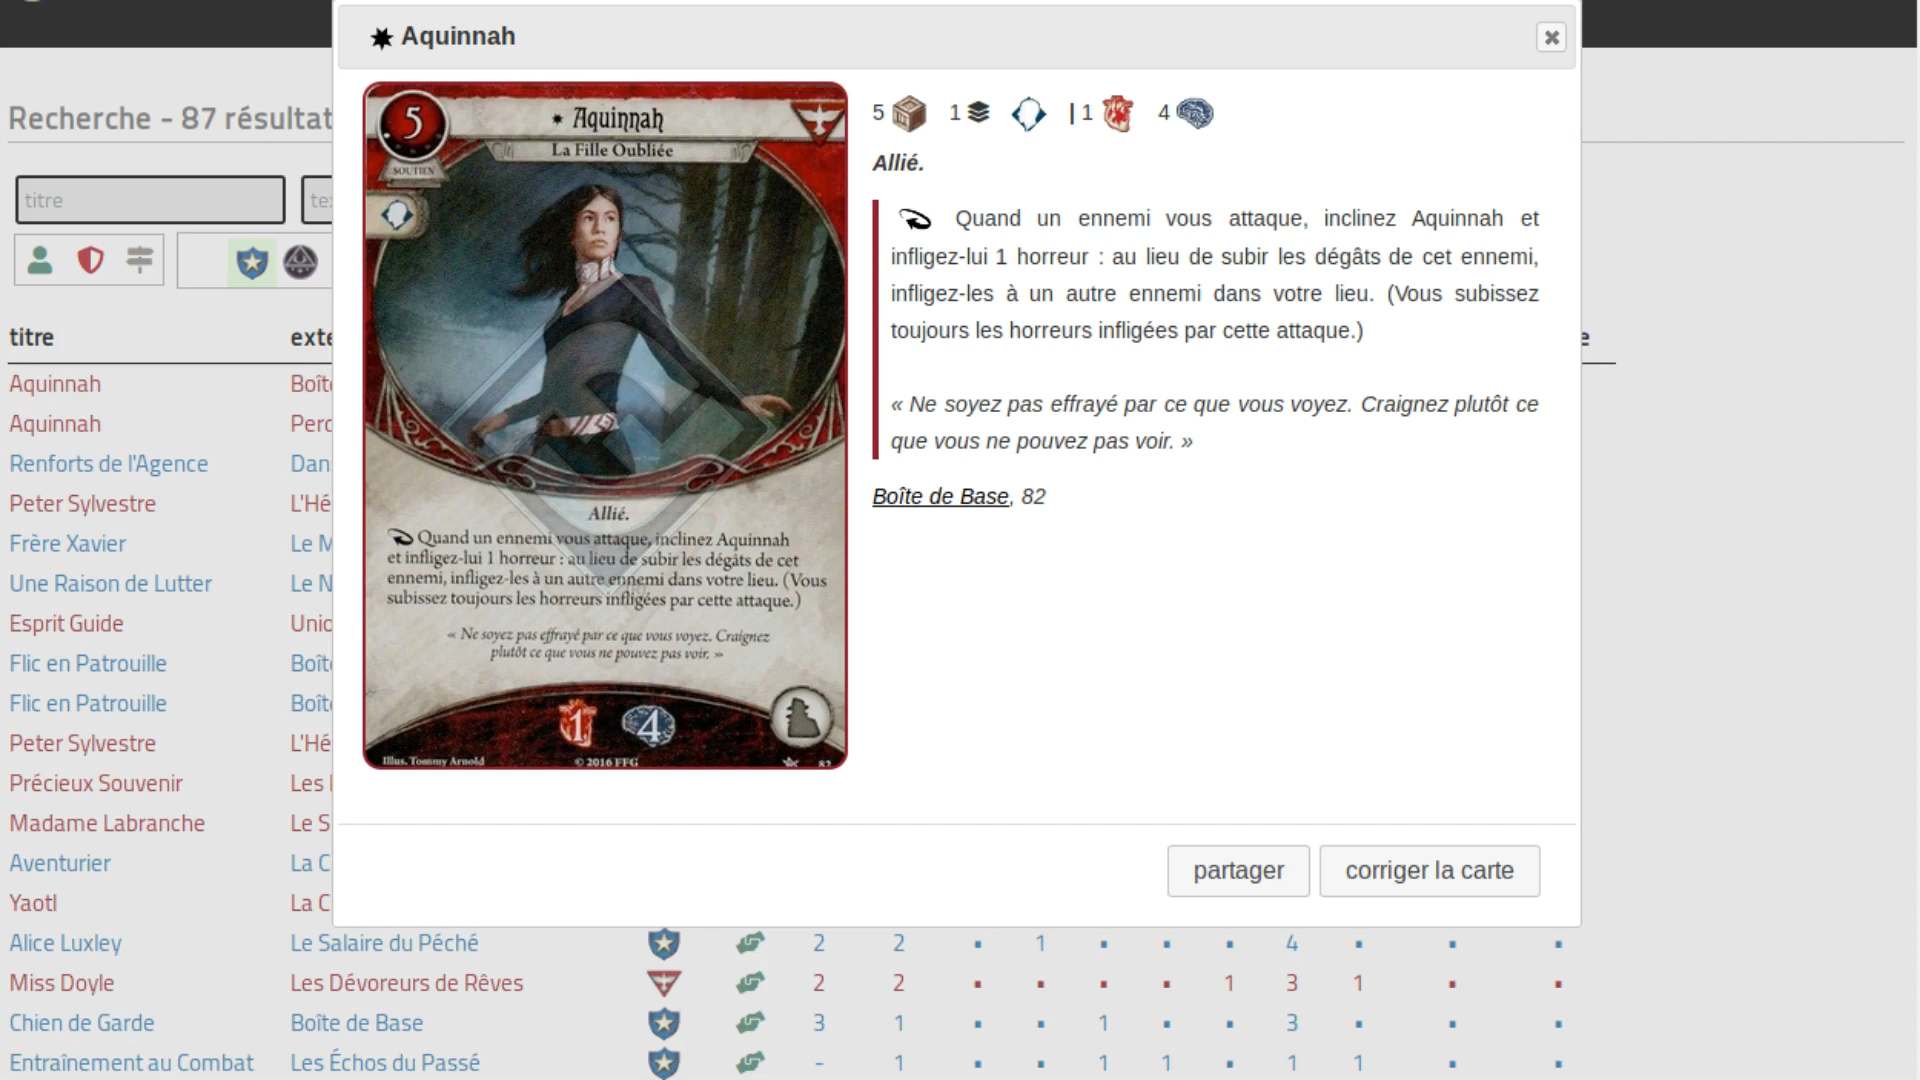 Aquinnah
Recherche - 87 résultat
titre
titre exte
Aquinnah Boît
Aquinnah Perd
Renforts de l'Agence Dan
Peter Sylvestre L'Hé
Frère Xavier Le M
Une Raison de Lutter Le N
Esprit Guide Unio
Flic en Patrouille Boît
Flic en Patrouille Boît
Peter Sylvestre L'Hé
Précieux Souvenir Les
Madame Labranche Le S
Aventurier La C
Yaotl La C
5
Aquinnah
La Fille Oubliée
SOUTIEN
Allié.
Quand un ennemi vous attaque, inclinez Aquinnah
et infligez-lui 1 horreur : au lieu de subir les dégâts de cet
ennemi, infligez-les à un autre ennemi dans votre lieu. (Vous
subissez toujours les horreurs infligées par cette attaque.)
« Ne soyez pas effrayé par ce que vous voyez. Craignez
plutôt ce que vous ne pouvez pas voir. »
1 4
Illus. Tommy Arnold © 2016 FFG 82
5 1 | 1 4
Allié.
Quand un ennemi vous attaque, inclinez Aquinnah et
infligez-lui 1 horreur : au lieu de subir les dégâts de cet ennemi,
infligez-les à un autre ennemi dans votre lieu. (Vous subissez
toujours les horreurs infligées par cette attaque.)
« Ne soyez pas effrayé par ce que vous voyez. Craignez plutôt ce
que vous ne pouvez pas voir. »
Boîte de Base, 82
partager corriger la carte
Alice Luxley Le Salaire du Péché 2 2 1 4
Miss Doyle Les Dévoreurs de Rêves 2 2 1 3 1
Chien de Garde Boîte de Base 3 1 1 3
Entraînement au Combat Les Échos du Passé - 1 1 1 1 1